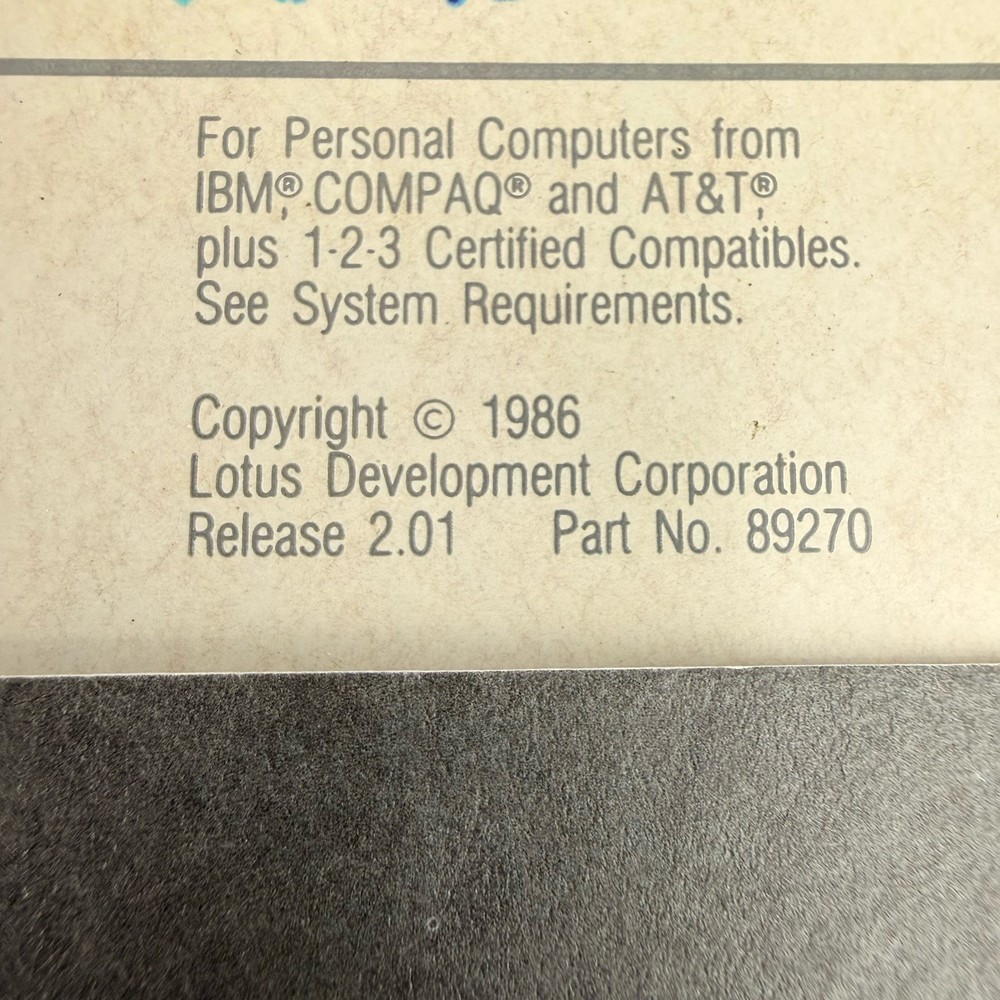 For Personal Computers from
IBM®, COMPAQ® and AT&T®,
plus 1-2-3 Certified Compatibles.
See System Requirements.
Copyright © 1986
Lotus Development Corporation
Release 2.01 Part No. 89270